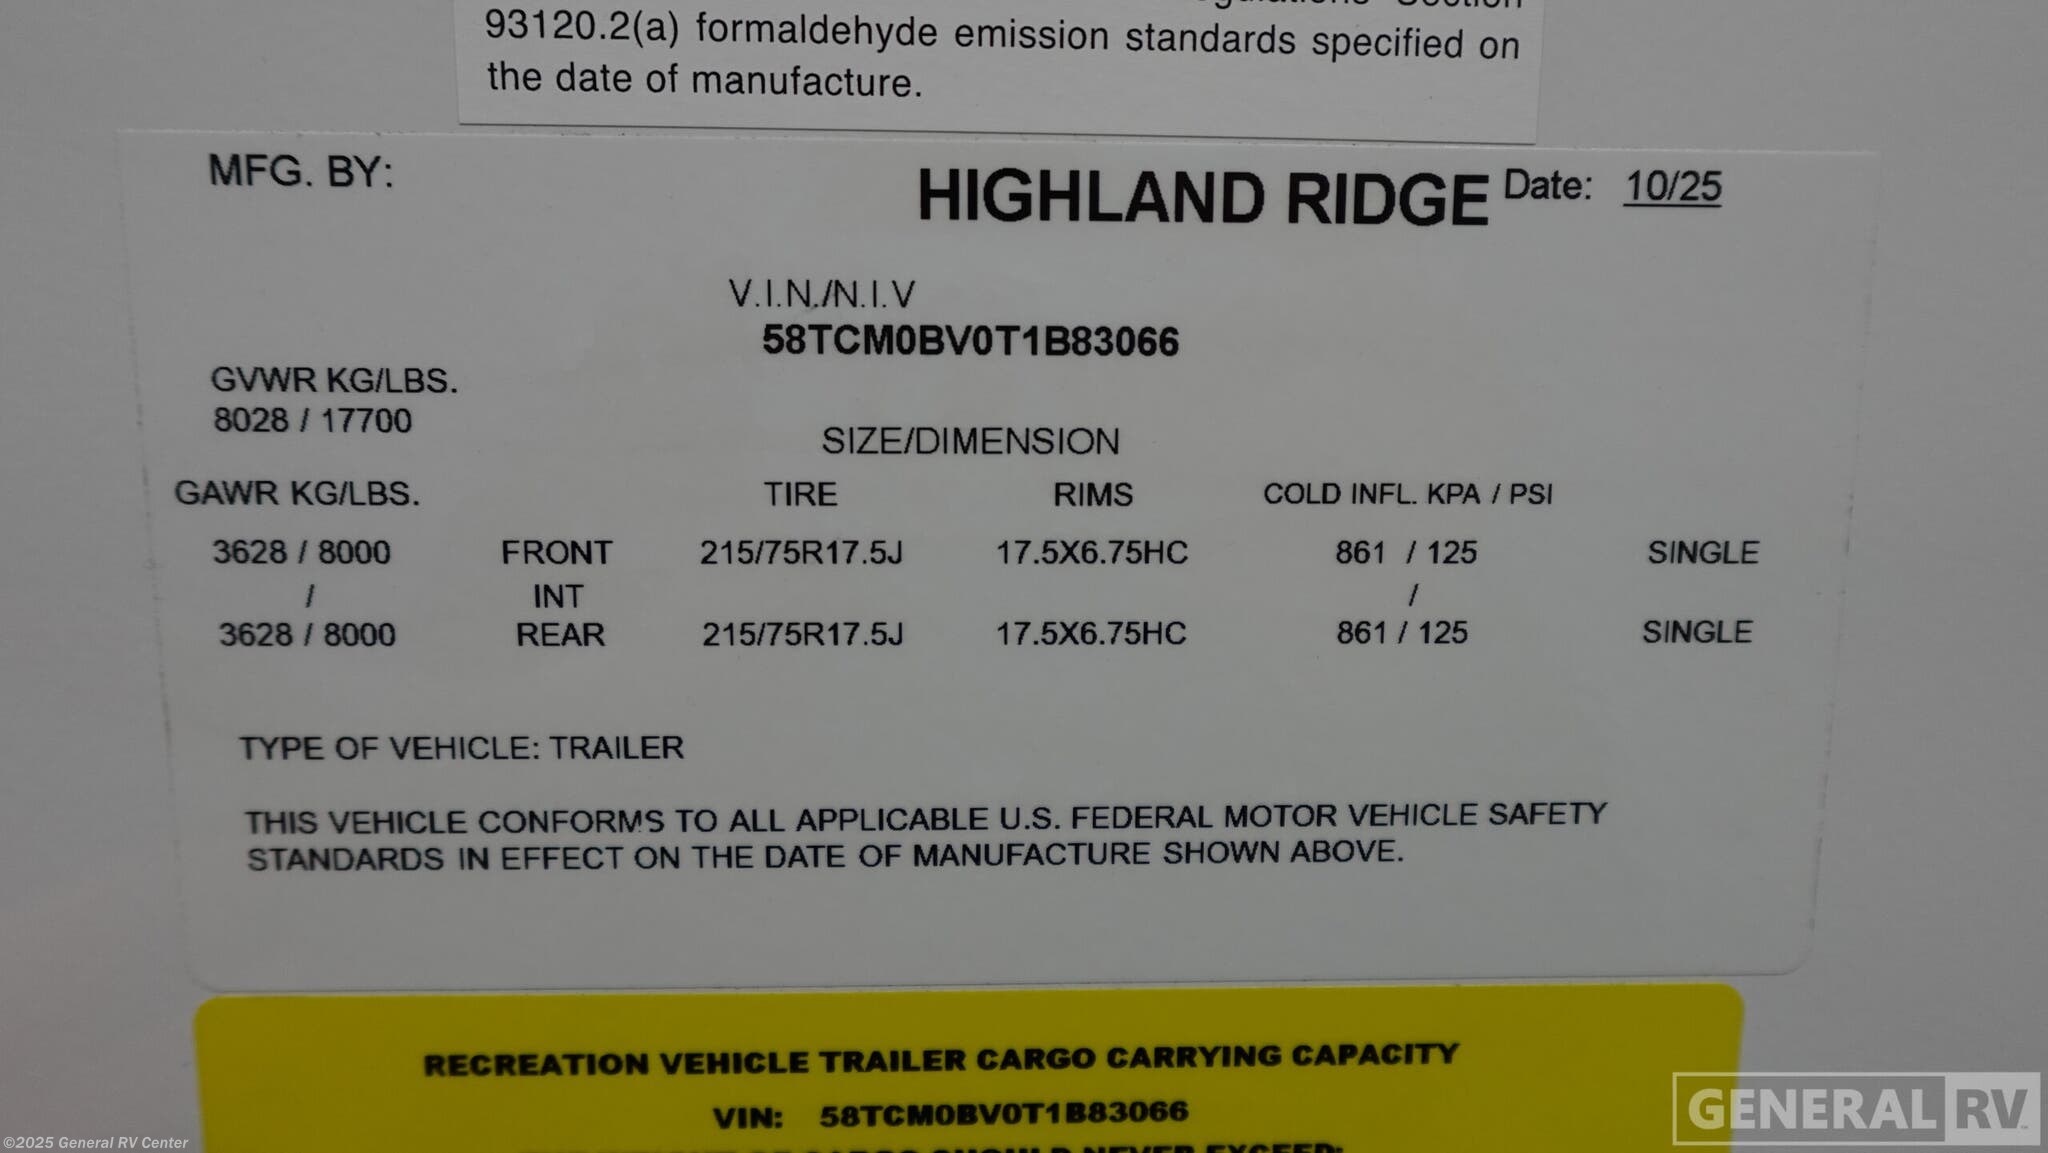 Section
93120.2(a) formaldehyde emission standards specified on
the date of manufacture.
MFG. BY: HIGHLAND RIDGE Date: 10/25
V.I.N./N.I.V
58TCM0BV0T1B83066
GVWR KG/LBS.
8028 / 17700
SIZE/DIMENSION
GAWR KG/LBS. TIRE RIMS COLD INFL. KPA / PSI
3628 / 8000 FRONT 215/75R17.5J 17.5X6.75HC 861 / 125 SINGLE
/ INT /
3628 / 8000 REAR 215/75R17.5J 17.5X6.75HC 861 / 125 SINGLE
TYPE OF VEHICLE: TRAILER
THIS VEHICLE CONFORMS TO ALL APPLICABLE U.S. FEDERAL MOTOR VEHICLE SAFETY
STANDARDS IN EFFECT ON THE DATE OF MANUFACTURE SHOWN ABOVE.
RECREATION VEHICLE TRAILER CARGO CARRYING CAPACITY
VIN: 58TCM0BV0T1B83066
CARGO SHOULD NEVER EXCEED:
GENERAL RV
©2025 General RV Center